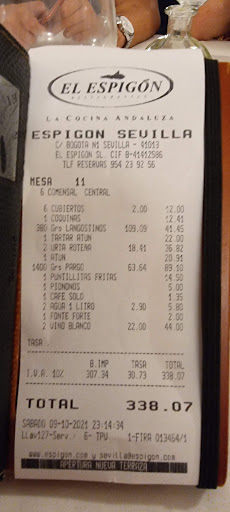 EL ESPIGÓN
RESTAURANTES
LA COCINA ANDALUZA
ESPIGON SEVILLA
C/ BOGOTA N1 SEVILLA - 41013
EL ESPIGÓN SL. CIF B-41412586
TLF RESERVAS 954 23 92 56
MESA 11
6 COMENSAL CENTRAL
6 CUBIERTOS 2.00 12.00
1 COQUINAS 12.41
380 Grs LANGOSTINOS 109.09 41.45
1 TARTAR ATUN 22.00
2 URTA ROTEÑA 18.41 36.82
1 ATUN 20.91
1400 Grs PARGO 63.64 89.10
1 PUNTILLITAS FRITAS 14.50
1 PIONONOS 5.00
1 CAFE SOLO 1.35
2 AGUA 1 LITRO 2.90 5.80
1 FONTE FORTE 2.00
2 VINO BLANCO 22.00 44.00
TASA
B.IMP TASA TOTAL
I.V.A. 10% 307.34 30.73 338.07
TOTAL 338.07
SABADO 09-10-2021 23:14:34
LLav127-Serv.: 6- TPV 1-FTRA 013464/1
www.espigon.com y sevilla@espigon.com
APERTURA NUEVA TERRAZA